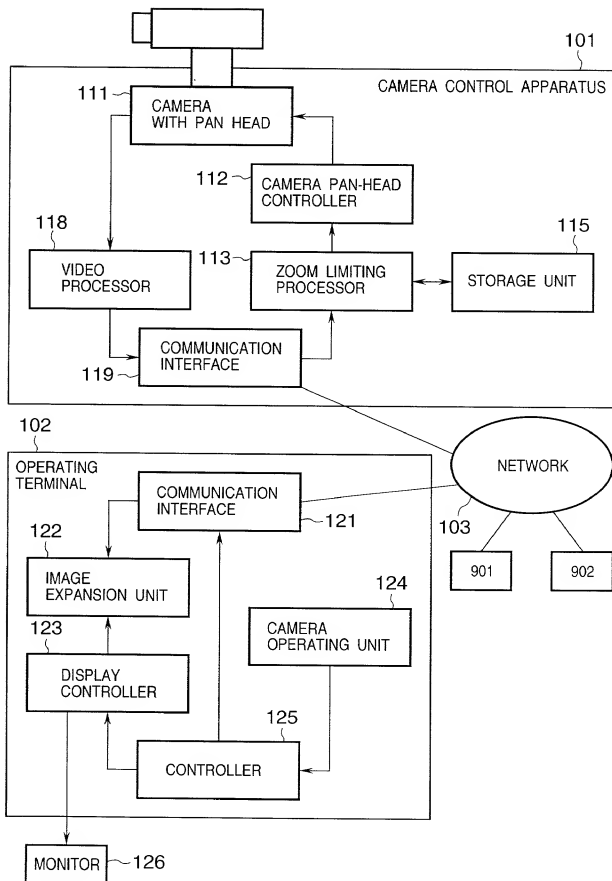 101
CAMERA CONTROL APPARATUS
111
CAMERA
WITH PAN HEAD
112
CAMERA PAN-HEAD
CONTROLLER
118
VIDEO
PROCESSOR
113
ZOOM LIMITING
PROCESSOR
115
STORAGE UNIT
COMMUNICATION
INTERFACE
119
102
OPERATING
TERMINAL
COMMUNICATION
INTERFACE
121
NETWORK
103
901
902
122
IMAGE
EXPANSION UNIT
124
CAMERA
OPERATING UNIT
123
DISPLAY
CONTROLLER
125
CONTROLLER
MONITOR
126